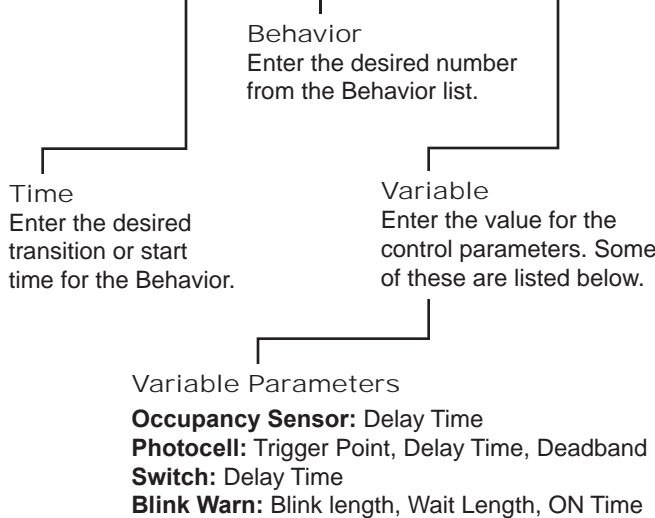 Behavior
Enter the desired number
from the Behavior list.
Time
Enter the desired
transition or start
time for the Behavior.
Variable
Enter the value for the
control parameters. Some
of these are listed below.
Variable Parameters
Occupancy Sensor: Delay Time
Photocell: Trigger Point, Delay Time, Deadband
Switch: Delay Time
Blink Warn: Blink length, Wait Length, ON Time